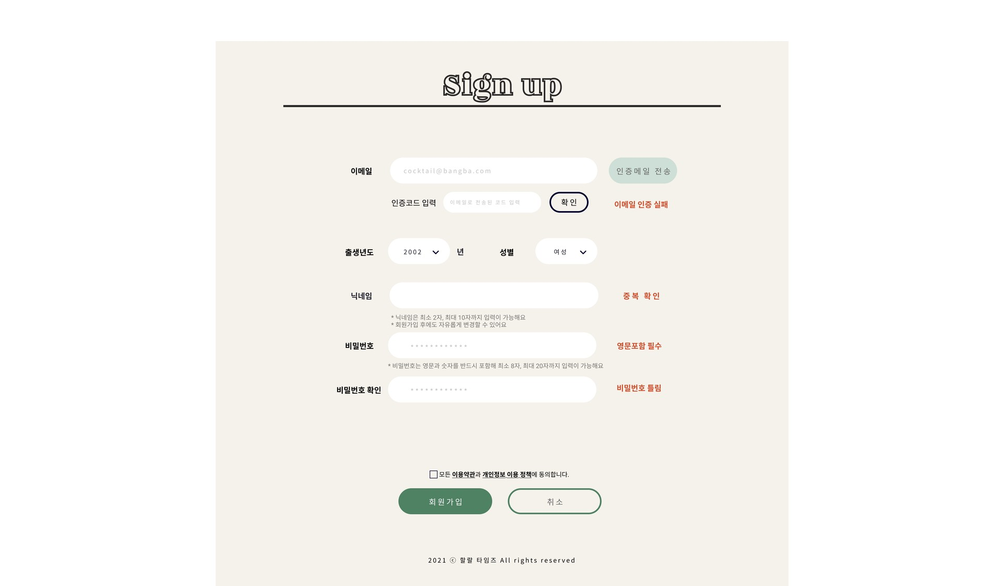 Sign up
이메일 cocktail@bangba.com 인증메일 전송
인증코드 입력 이메일로 전송된 코드 입력 확인 이메일 인증 실패
출생년도 2002 년 성별 여성
닉네임 중복 확인
* 닉네임은 최소 2자, 최대 10자까지 입력이 가능해요
* 회원가입 후에도 자유롭게 변경할 수 있어요
비밀번호 ************ 영문포함 필수
* 비밀번호는 영문과 숫자를 반드시 포함해 최소 8자, 최대 20자까지 입력이 가능해요
비밀번호 확인 ************ 비밀번호 틀림
모든 이용약관과 개인정보 이용 정책에 동의합니다.
회원가입 취소
2021 ⓒ 할랄 타임즈 All rights reserved